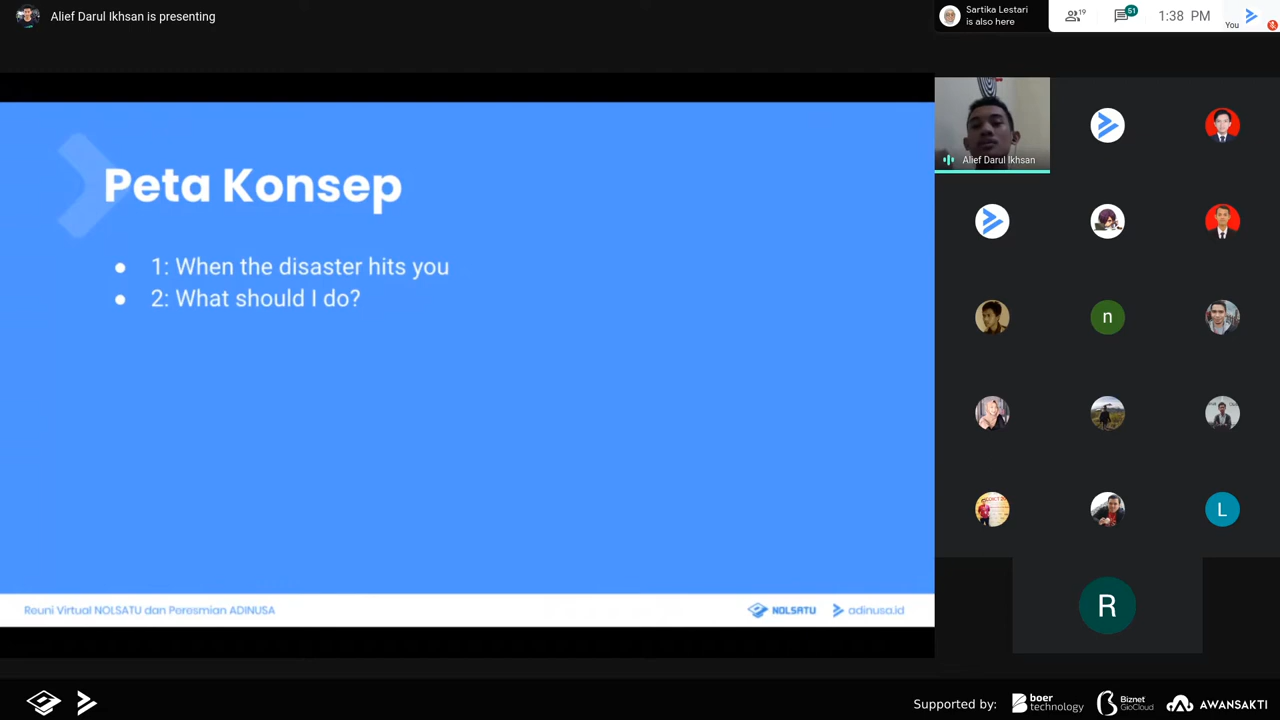 Alief Darul Ikhsan is presenting
Sartika Lestari
is also here
19
51
1:38 PM
You
Peta Konsep
● 1: When the disaster hits you
● 2: What should I do?
Alief Darul Ikhsan
n
L
R
Reuni Virtual NOLSATU dan Peresmian ADINUSA
NOLSATU
adinusa.id
Supported by:
boer
technology
Biznet
GioCloud
AWANSAKTI